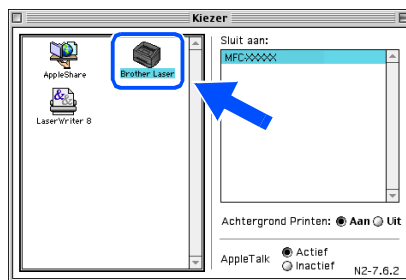 Kiezer
AppleShare
Brother Laser
LaserWriter 8
Sluit aan:
MFC-XXXX
Achtergrond Printen: Aan Uit
AppleTalk Actief
Inactief
N2-7.6.2